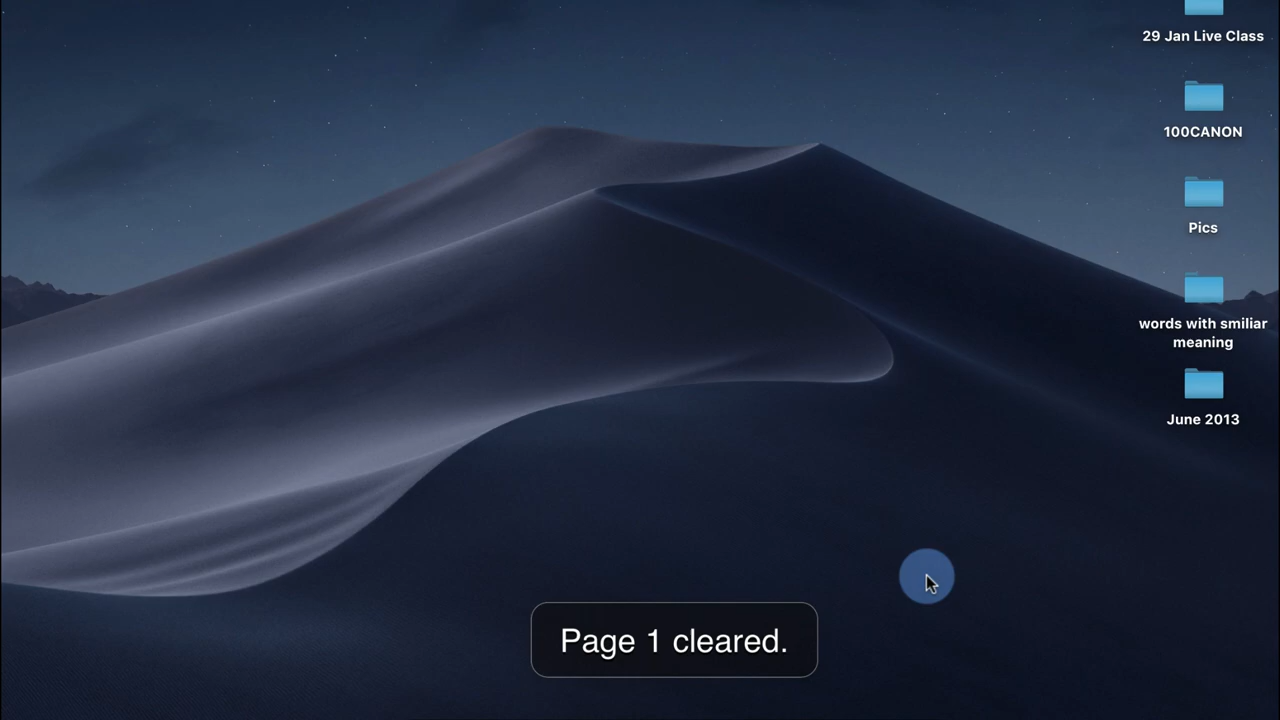 29 Jan Live Class
100CANON
Pics
words with smiliar
meaning
June 2013
Page 1 cleared.